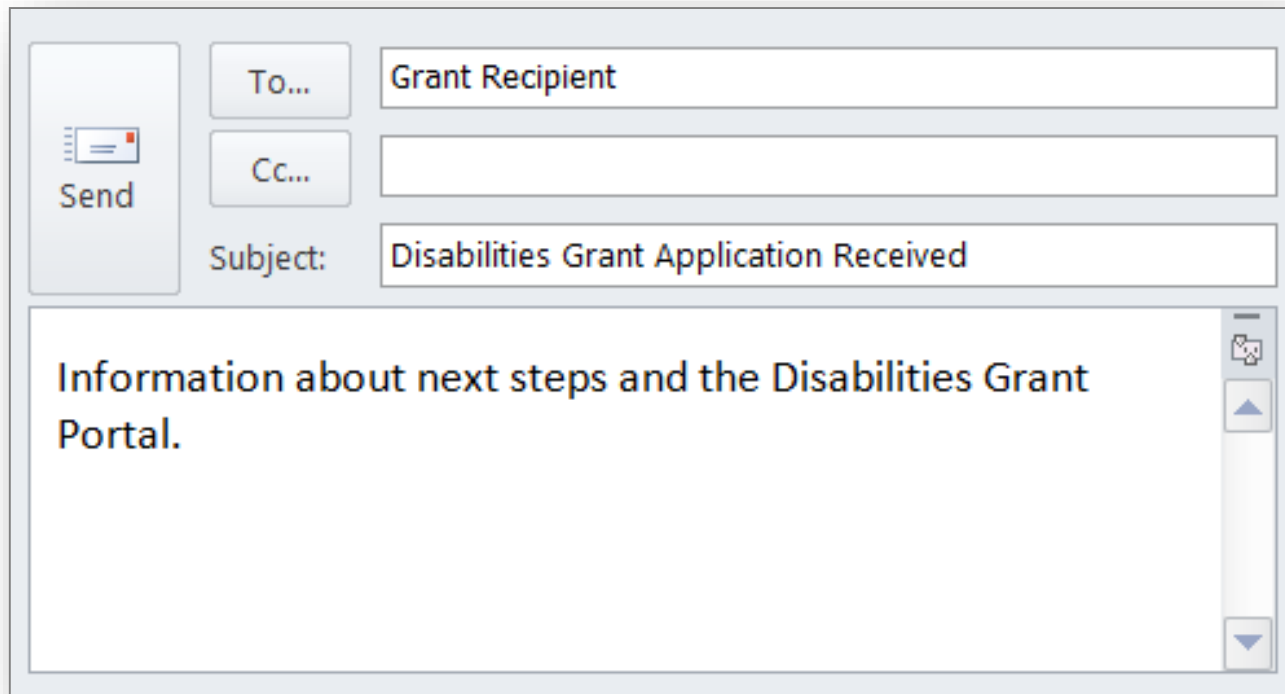 Send
To...
Grant Recipient
Cc...
Subject:
Disabilities Grant Application Received
Information about next steps and the Disabilities Grant
Portal.